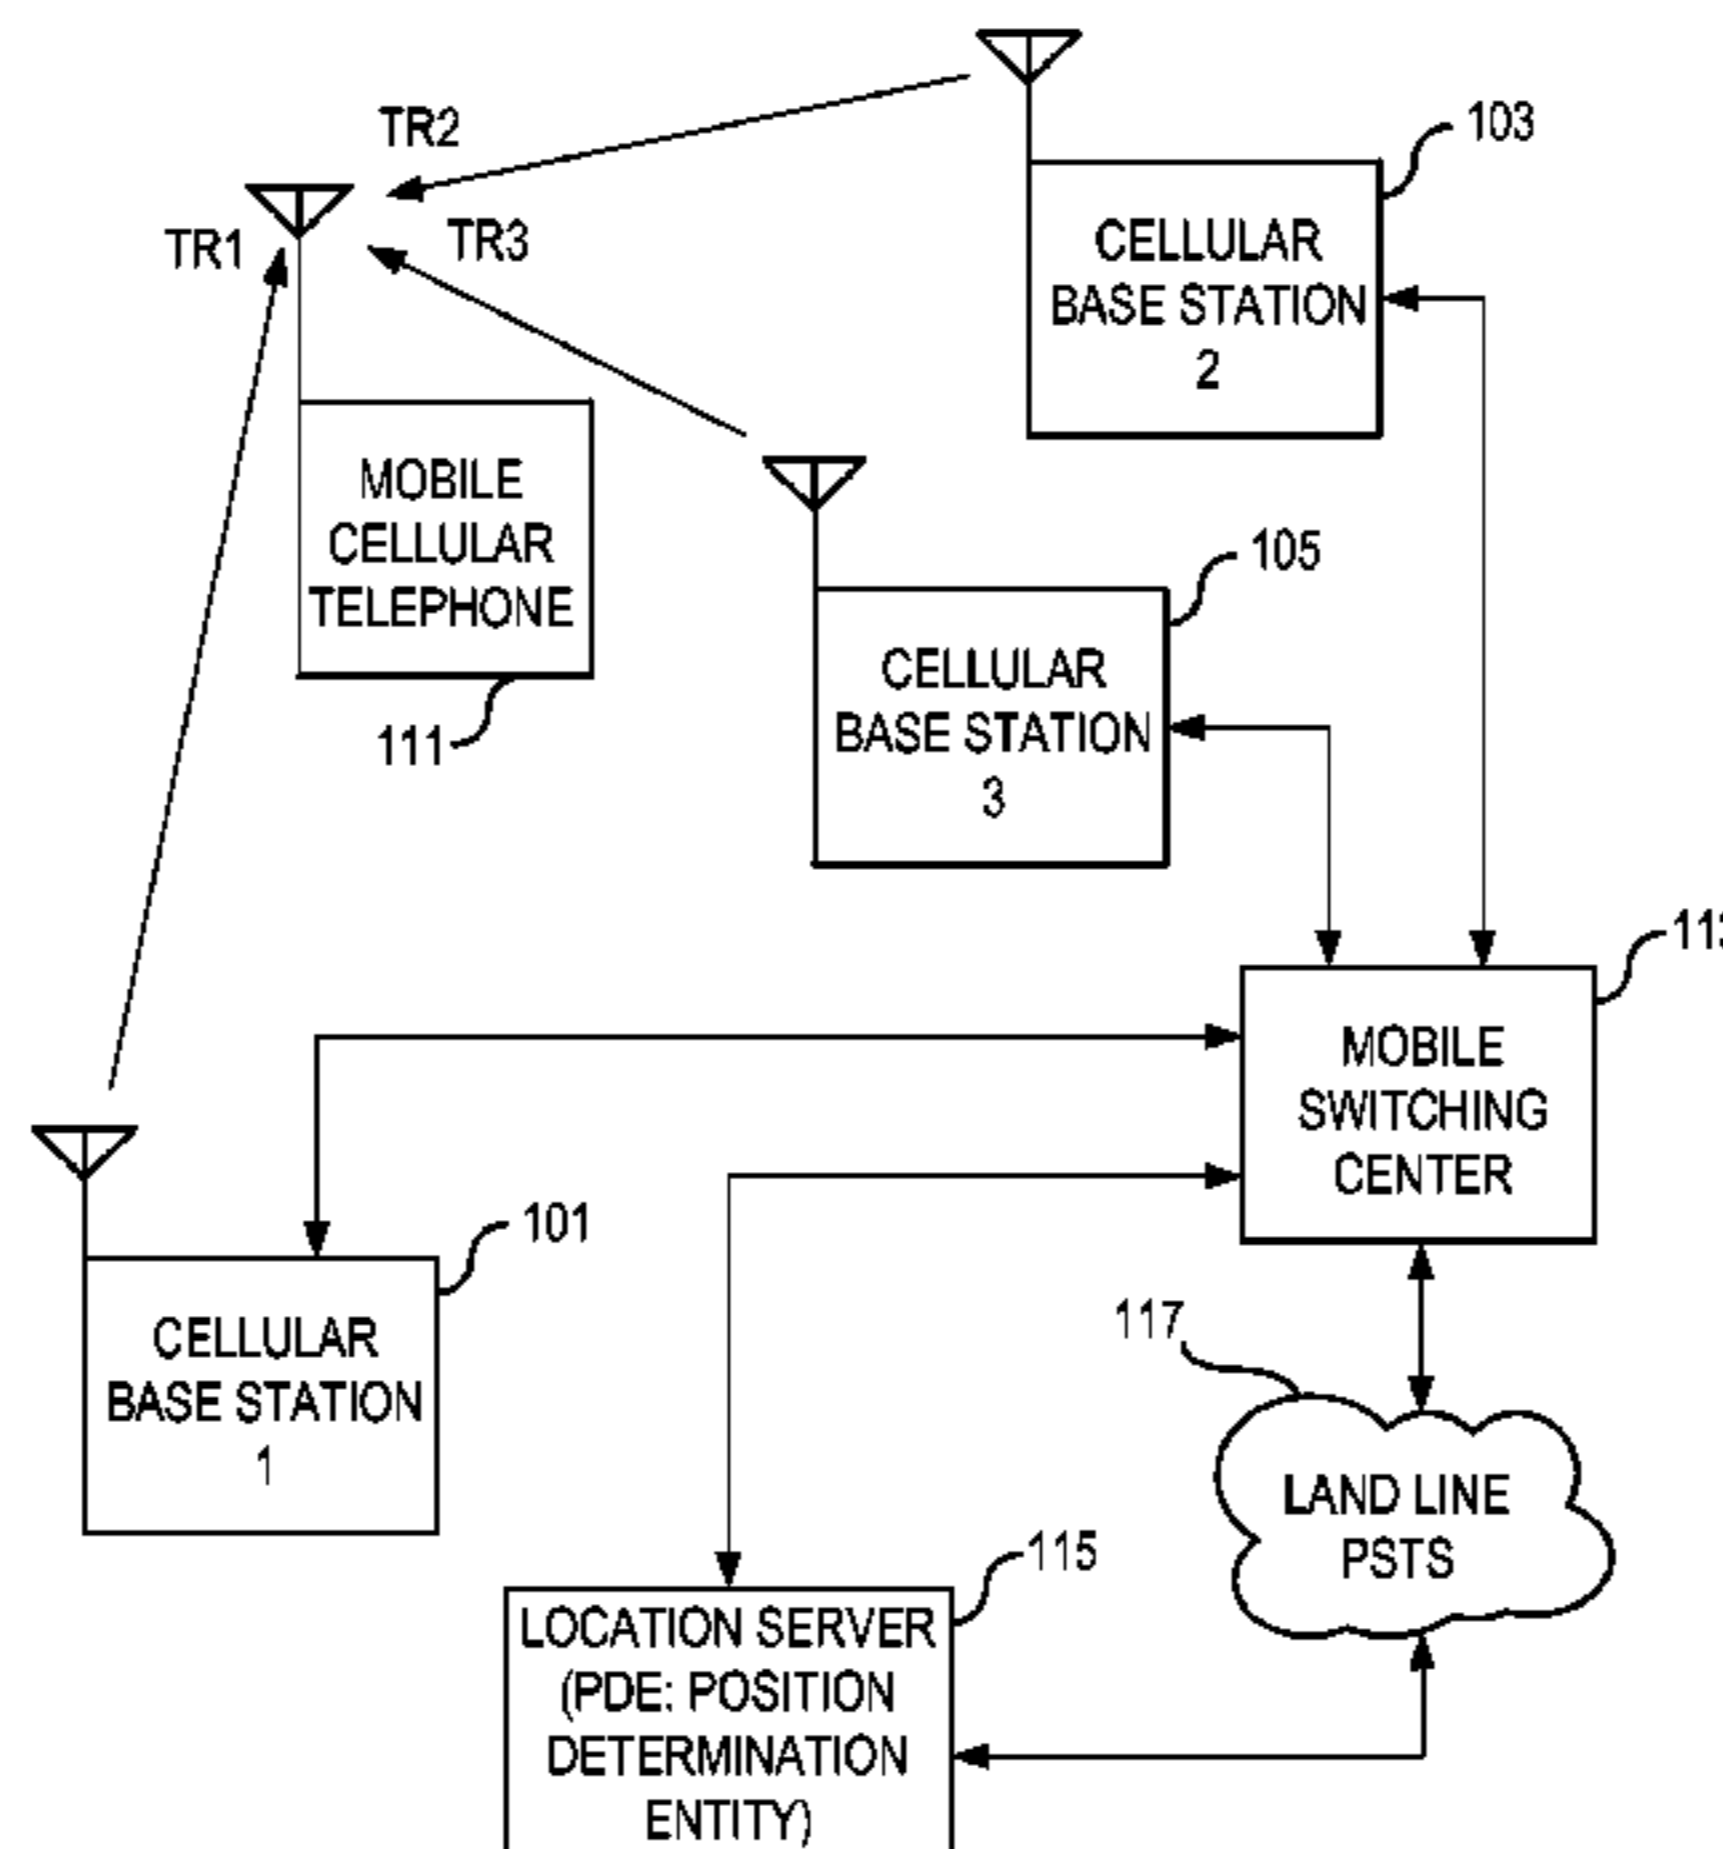 TR2
103
TR1
TR3
CELLULAR
BASE STATION
2
MOBILE
CELLULAR
TELEPHONE
105
111
CELLULAR
BASE STATION
3
MOBILE
SWITCHING
CENTER
101
117
CELLULAR
BASE STATION
1
LAND LINE
PSTS
115
LOCATION SERVER
(PDE: POSITION
DETERMINATION
ENTITY)